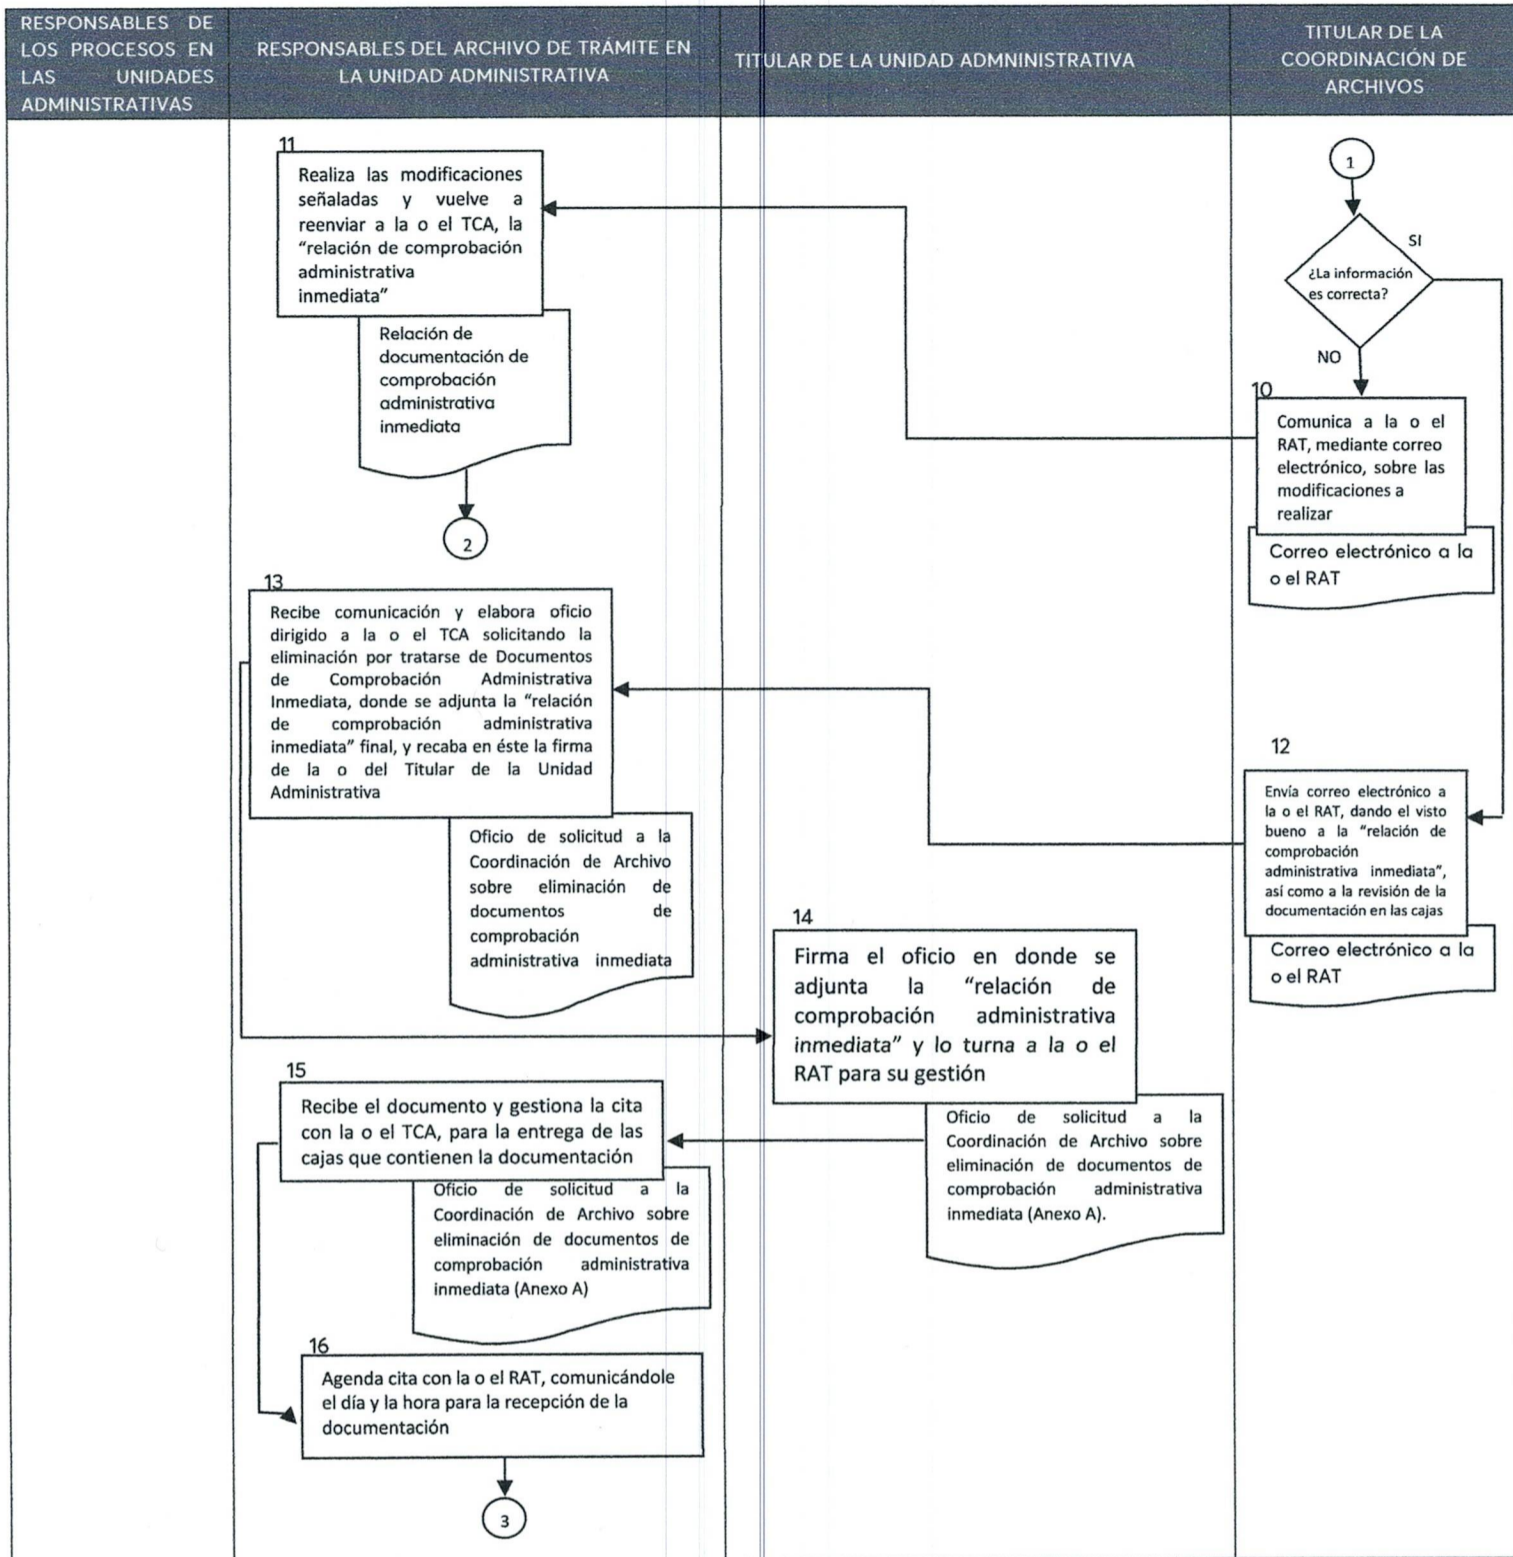 RESPONSABLES DE
LOS PROCESOS EN
LAS UNIDADES
ADMINISTRATIVAS
RESPONSABLES DEL ARCHIVO DE TRÁMITE EN
LA UNIDAD ADMINISTRATIVA
TITULAR DE LA UNIDAD ADMNINISTRATIVA
TITULAR DE LA
COORDINACIÓN DE
ARCHIVOS
1
¿La información
es correcta?
SI
NO
10
Comunica a la o el
RAT, mediante correo
electrónico, sobre las
modificaciones a
realizar
Correo electrónico a la
o el RAT
11
Realiza las modificaciones
señaladas y vuelve a
reenviar a la o el TCA, la
“relación de comprobación
administrativa
inmediata”
Relación de
documentación de
comprobación
administrativa
inmediata
2
12
Envía correo electrónico a
la o el RAT, dando el visto
bueno a la “relación de
comprobación
administrativa inmediata”,
así como a la revisión de la
documentación en las cajas
Correo electrónico a la
o el RAT
13
Recibe comunicación y elabora oficio
dirigido a la o el TCA solicitando la
eliminación por tratarse de Documentos
de Comprobación Administrativa
Inmediata, donde se adjunta la “relación
de comprobación administrativa
inmediata” final, y recaba en éste la firma
de la o del Titular de la Unidad
Administrativa
Oficio de solicitud a la
Coordinación de Archivo
sobre eliminación de
documentos de
comprobación
administrativa inmediata
14
Firma el oficio en donde se
adjunta la “relación de
comprobación administrativa
inmediata” y lo turna a la o el
RAT para su gestión
Oficio de solicitud a la
Coordinación de Archivo sobre
eliminación de documentos de
comprobación administrativa
inmediata (Anexo A).
15
Recibe el documento y gestiona la cita
con la o el TCA, para la entrega de las
cajas que contienen la documentación
Oficio de solicitud a la
Coordinación de Archivo sobre
eliminación de documentos de
comprobación administrativa
inmediata (Anexo A)
16
Agenda cita con la o el RAT, comunicándole
el día y la hora para la recepción de la
documentación
3